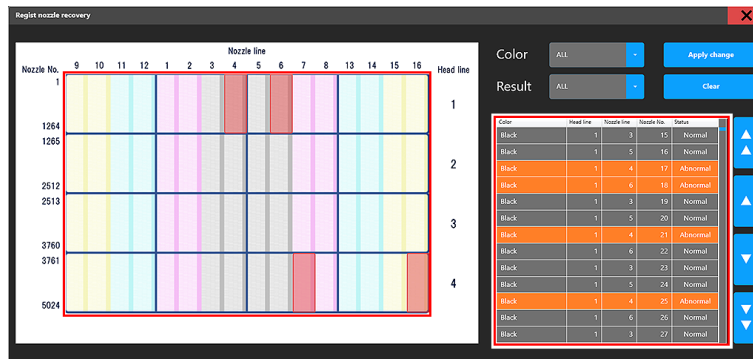 Regist nozzle recovery
Nozzle line
Nozzle No. 9 10 11 12 1 2 3 4 5 6 7 8 13 14 15 16 Head line
1
1
1264
1265
2
2512
2513
3
3760
3761
4
5024
Color ALL Apply change
Result ALL Clear
Color Head line Nozzle line Nozzle No. Status
Black 1 3 15 Normal
Black 1 5 16 Normal
Black 1 4 17 Abnormal
Black 1 6 18 Abnormal
Black 1 3 19 Normal
Black 1 5 20 Normal
Black 1 4 21 Abnormal
Black 1 6 22 Normal
Black 1 3 23 Normal
Black 1 5 24 Normal
Black 1 4 25 Abnormal
Black 1 6 26 Normal
Black 1 3 27 Normal